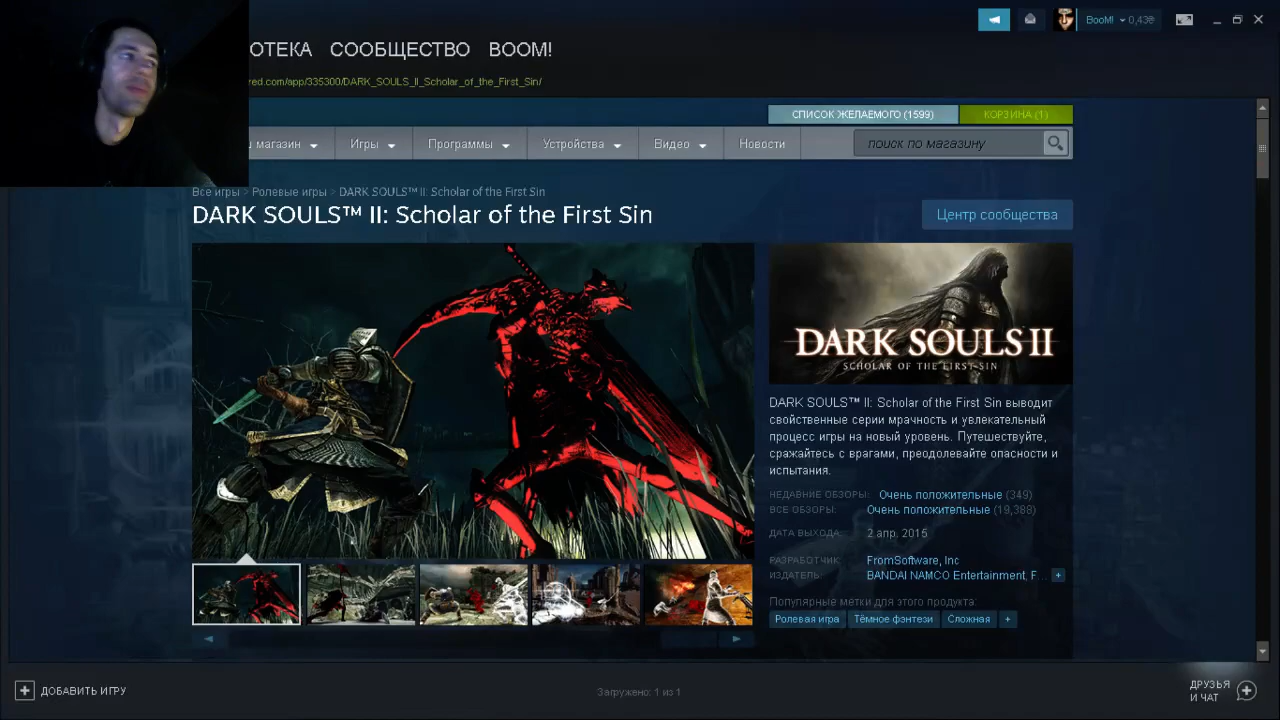 BooM! 0,43₴
ОТЕКА СООБЩЕСТВО BOOM!
red.com/app/335300/DARK_SOULS_II_Scholar_of_the_First_Sin/
СПИСОК ЖЕЛАЕМОГО (1599) КОРЗИНА (1)
магазин Игры Программы Устройства Видео Новости поиск по магазину
Все игры > Ролевые игры > DARK SOULS™ II: Scholar of the First Sin
DARK SOULS™ II: Scholar of the First Sin
Центр сообщества
DARK SOULS II
SCHOLAR OF THE FIRST SIN
DARK SOULS™ II: Scholar of the First Sin выводит
свойственные серии мрачность и увлекательный
процесс игры на новый уровень. Путешествуйте,
сражайтесь с врагами, преодолевайте опасности и
испытания.
НЕДАВНИЕ ОБЗОРЫ: Очень положительные (349)
ВСЕ ОБЗОРЫ: Очень положительные (19,388)
ДАТА ВЫХОДА: 2 апр. 2015
РАЗРАБОТЧИК: FromSoftware, Inc
ИЗДАТЕЛЬ: BANDAI NAMCO Entertainment, F... +
Популярные метки для этого продукта:
Ролевая игра Тёмное фэнтези Сложная +
ДОБАВИТЬ ИГРУ
Загружено: 1 из 1
ДРУЗЬЯ
И ЧАТ